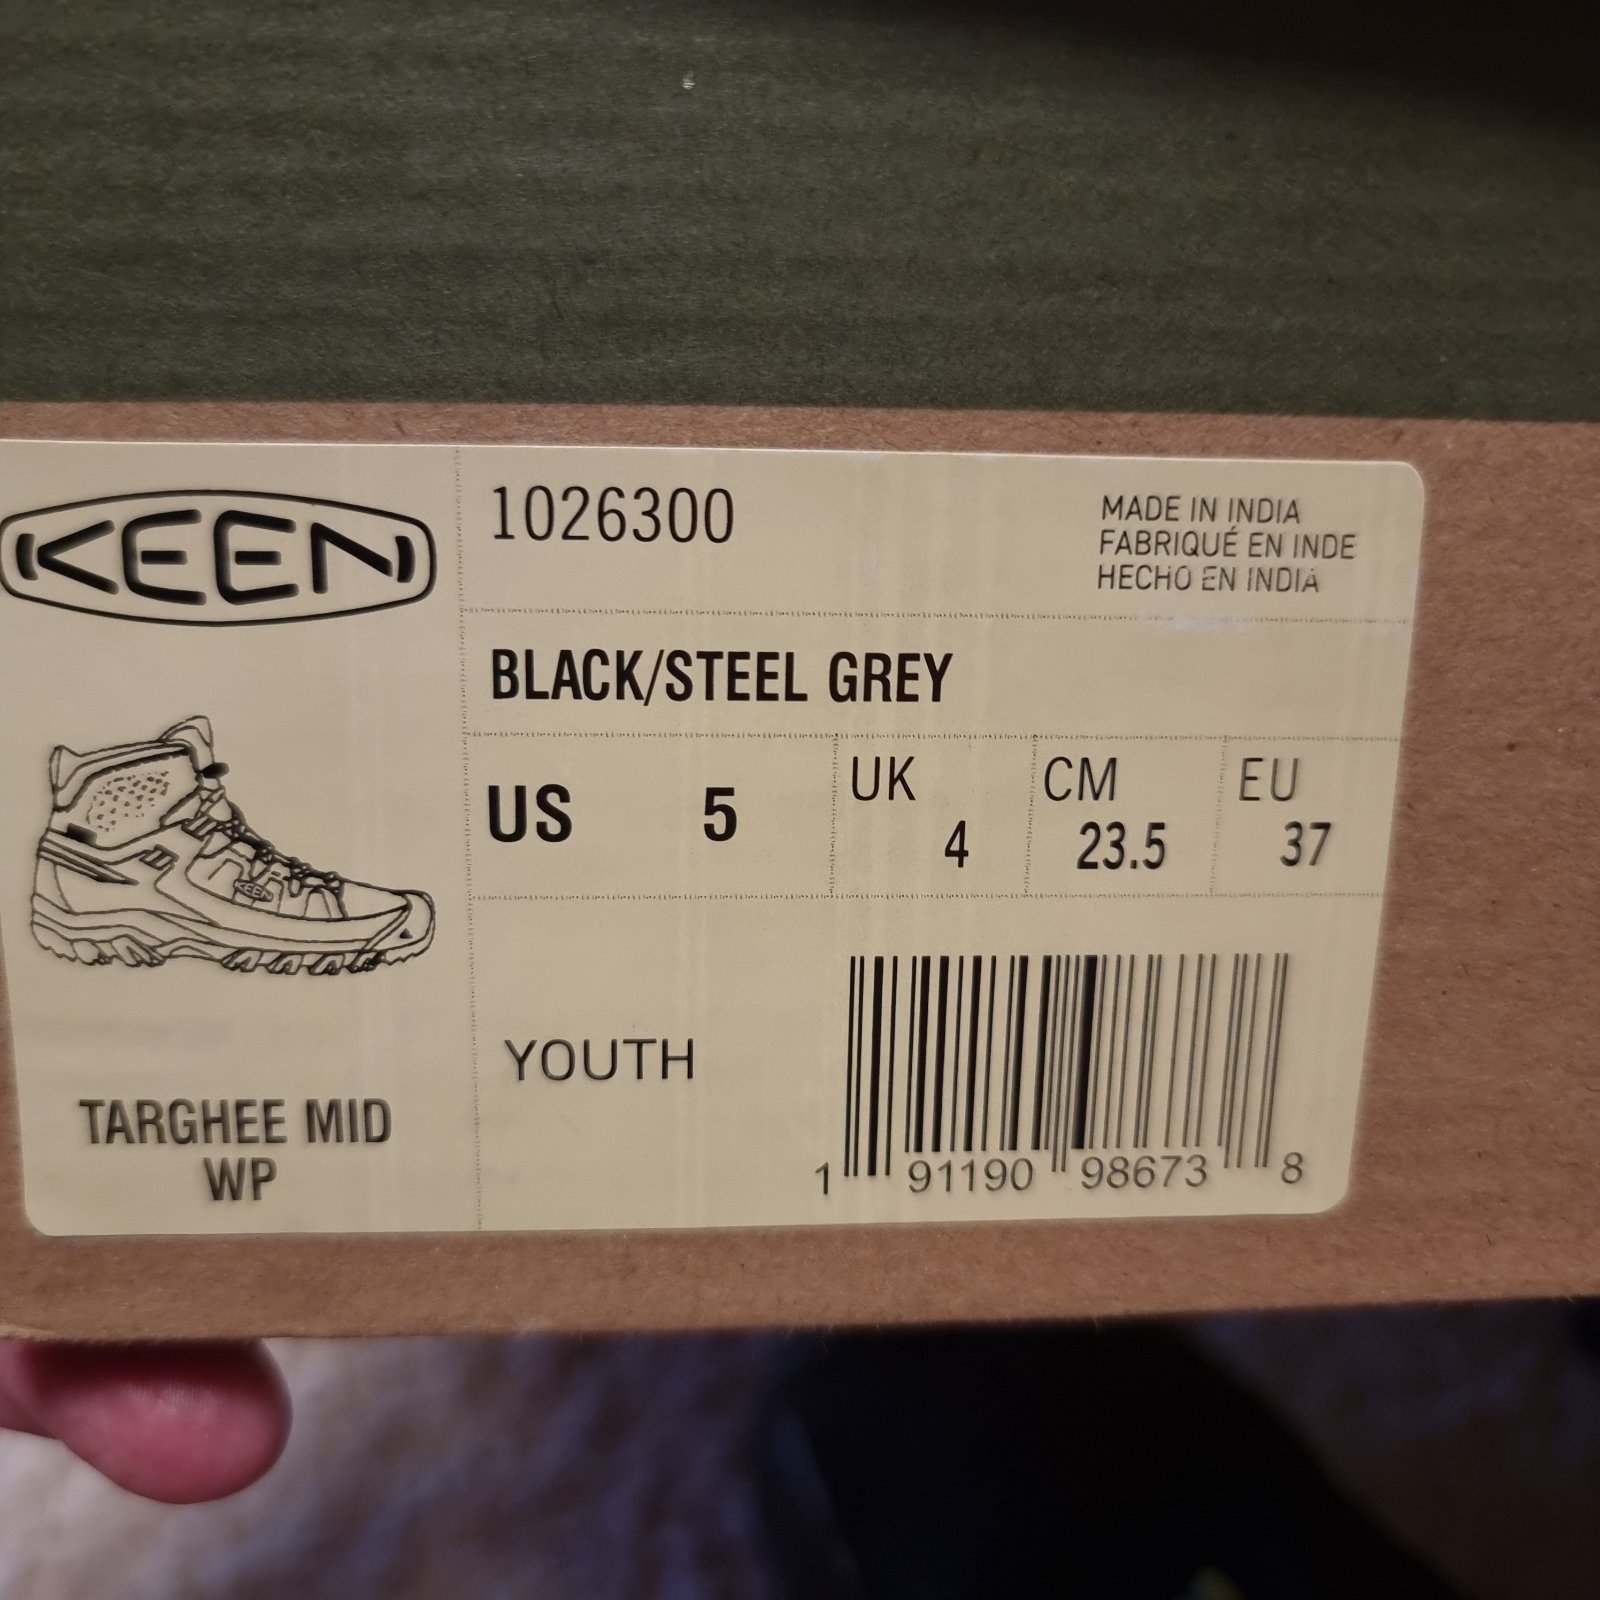 KEEN
1026300
MADE IN INDIA
FABRIQUÉ EN INDE
HECHO EN INDIA
BLACK/STEEL GREY
US 5
UK 4
CM 23.5
EU 37
KEEN
YOUTH
TARGHEE MID
WP
1 91190 98673 8